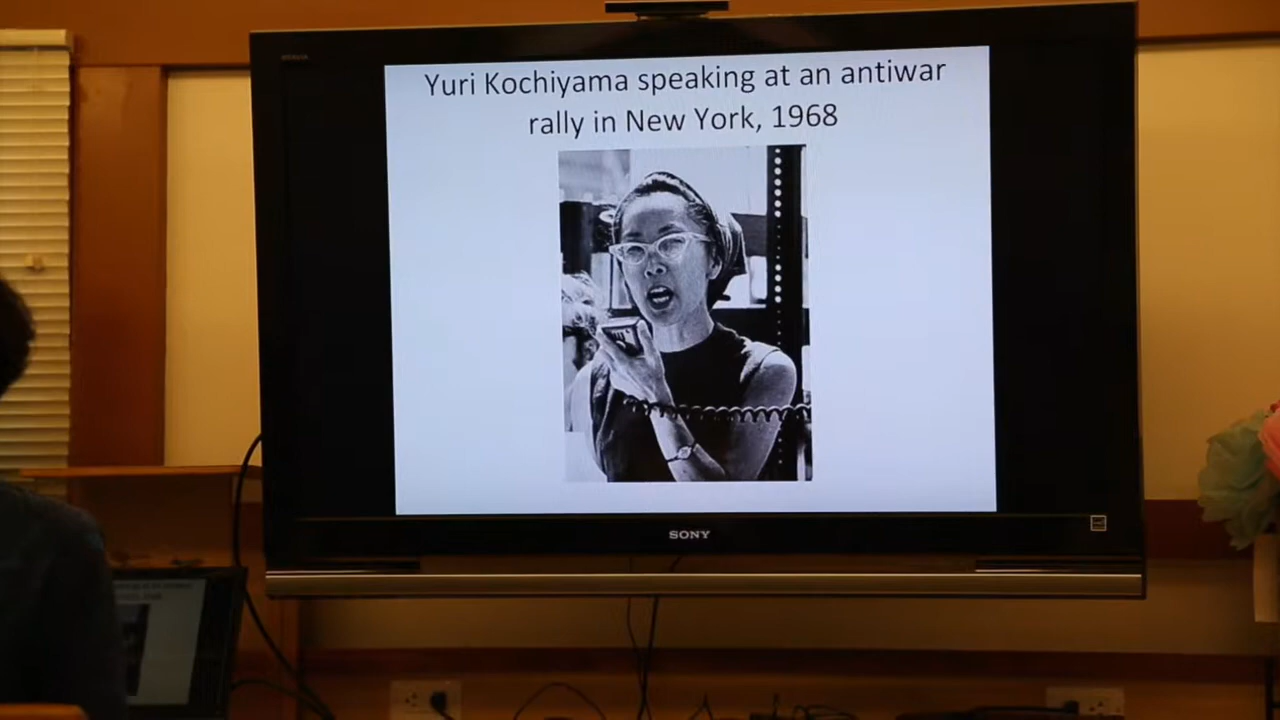 Yuri Kochiyama speaking at an antiwar
rally in New York, 1968
SONY